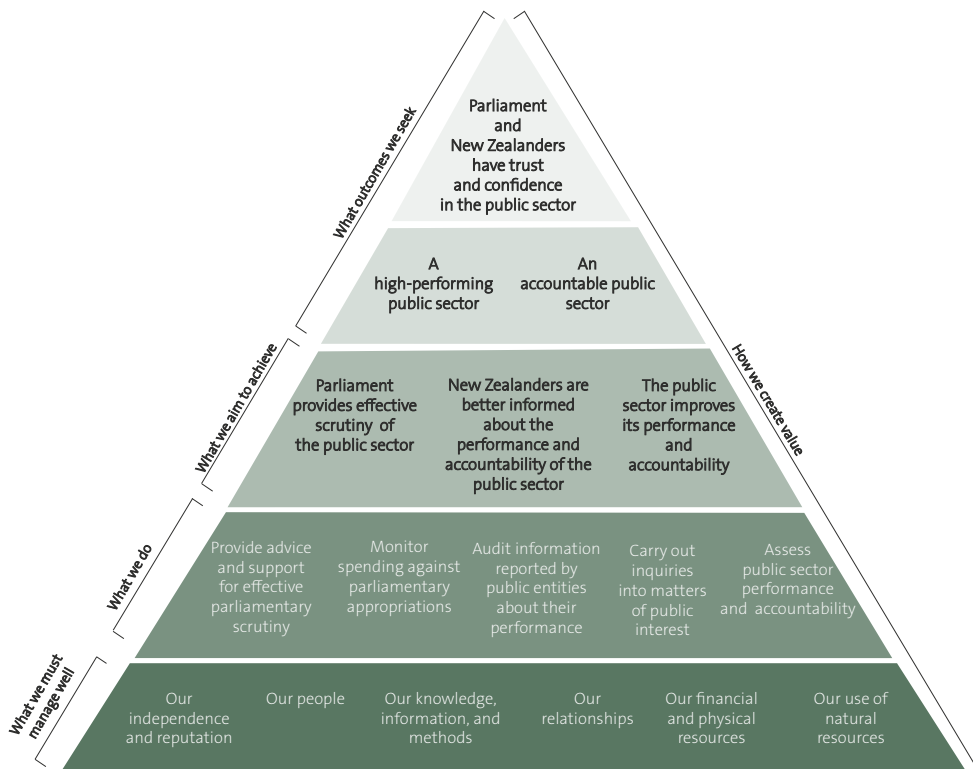 What outcomes we seek
Parliament
and
New Zealanders
have trust
and confidence
in the public sector
A
high-performing
public sector
An
accountable public
sector
How we create value
What we aim to achieve
Parliament
provides effective
scrutiny of
the public sector
New Zealanders are
better informed
about the
performance and
accountability of the
public sector
The public
sector improves
its performance
and
accountability
What we do
Provide advice
and support
for effective
parliamentary
scrutiny
Monitor
spending against
parliamentary
appropriations
Audit information
reported by
public entities
about their
performance
Carry out
inquiries
into matters
of public
interest
Assess
public sector
performance
and accountability
What we must
manage well
Our
independence
and reputation
Our people
Our knowledge,
information, and
methods
Our
relationships
Our financial
and physical
resources
Our use of
natural
resources